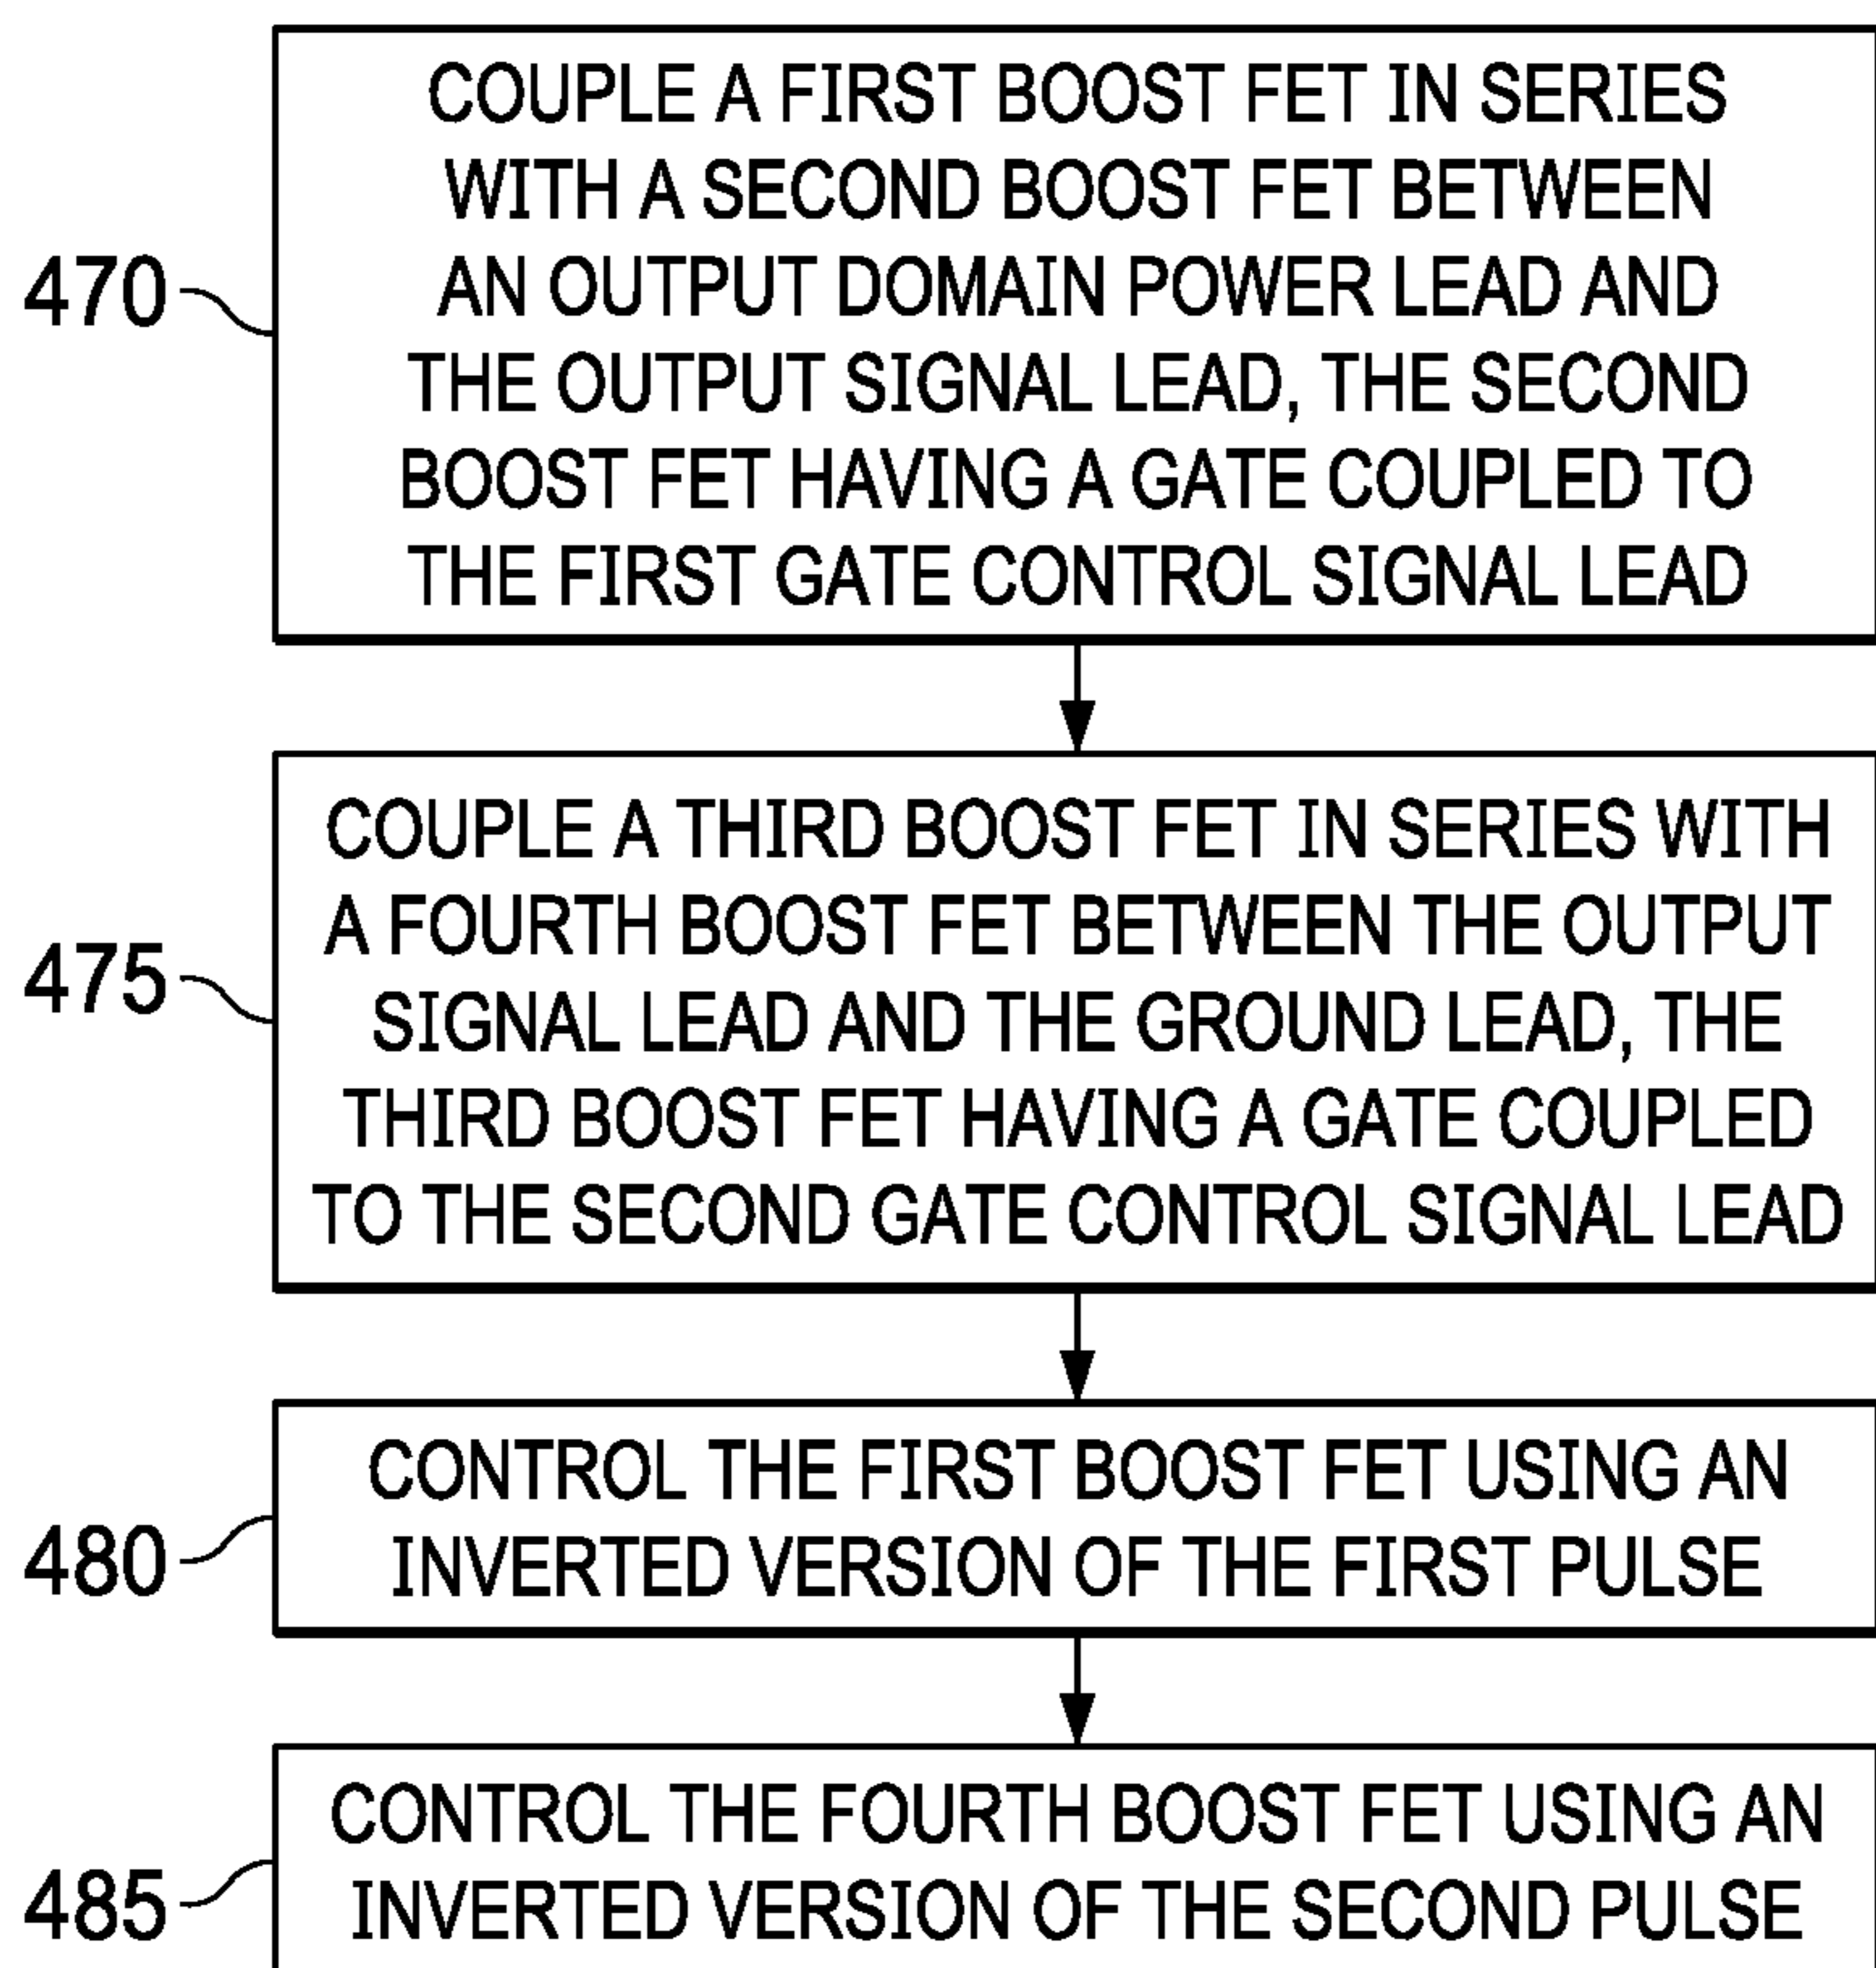 COUPLE A FIRST BOOST FET IN SERIES
WITH A SECOND BOOST FET BETWEEN
AN OUTPUT DOMAIN POWER LEAD AND
THE OUTPUT SIGNAL LEAD, THE SECOND
BOOST FET HAVING A GATE COUPLED TO
THE FIRST GATE CONTROL SIGNAL LEAD
470
COUPLE A THIRD BOOST FET IN SERIES WITH
A FOURTH BOOST FET BETWEEN THE OUTPUT
SIGNAL LEAD AND THE GROUND LEAD, THE
THIRD BOOST FET HAVING A GATE COUPLED
TO THE SECOND GATE CONTROL SIGNAL LEAD
475
CONTROL THE FIRST BOOST FET USING AN
INVERTED VERSION OF THE FIRST PULSE
480
CONTROL THE FOURTH BOOST FET USING AN
INVERTED VERSION OF THE SECOND PULSE
485